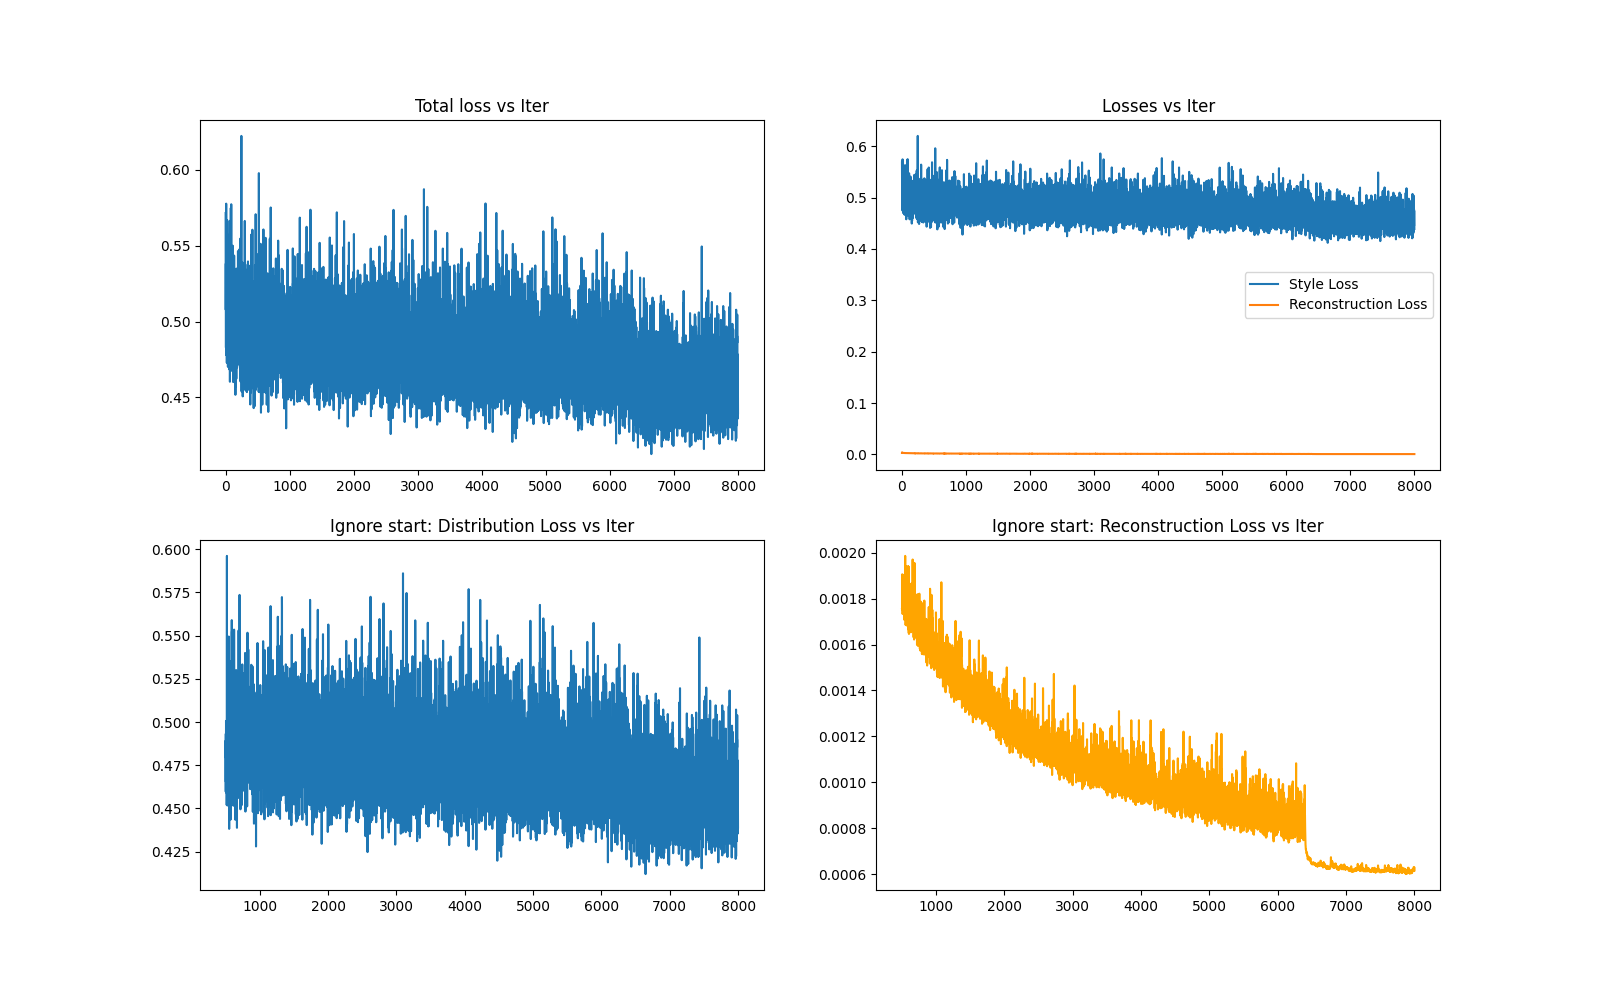 Total loss vs Iter
0.60
0.55
0.50
0.45
0 1000 2000 3000 4000 5000 6000 7000 8000
Losses vs Iter
0.6
0.5
0.4
0.3
0.2
0.1
0.0
Style Loss
Reconstruction Loss
0 1000 2000 3000 4000 5000 6000 7000 8000
Ignore start: Distribution Loss vs Iter
0.600
0.575
0.550
0.525
0.500
0.475
0.450
0.425
1000 2000 3000 4000 5000 6000 7000 8000
Ignore start: Reconstruction Loss vs Iter
0.0020
0.0018
0.0016
0.0014
0.0012
0.0010
0.0008
0.0006
1000 2000 3000 4000 5000 6000 7000 8000